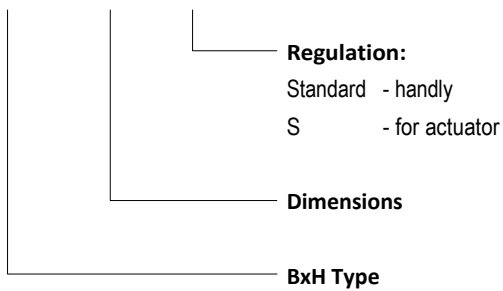 Regulation:
Standard - handly
S - for actuator
Dimensions
BxH Type